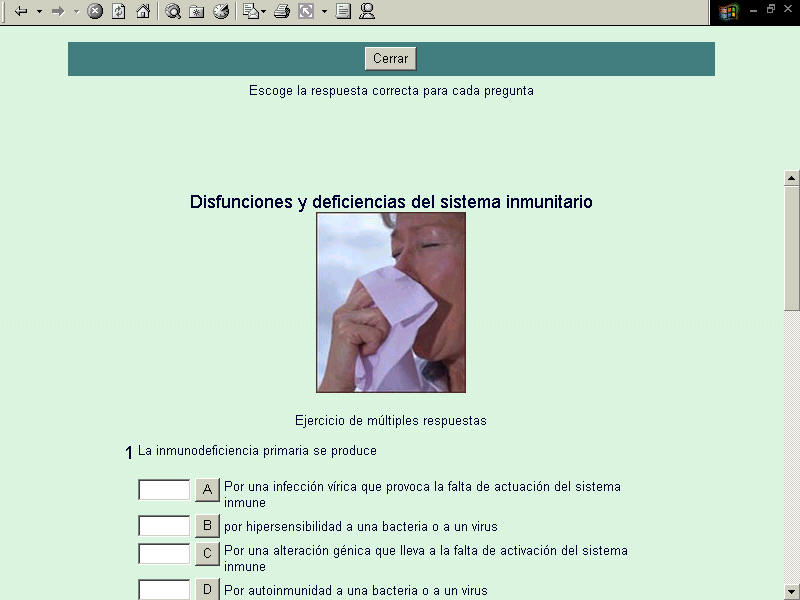 Cerrar
Escoge la respuesta correcta para cada pregunta
Disfunciones y deficiencias del sistema inmunitario
Ejercicio de múltiples respuestas
1 La inmunodeficiencia primaria se produce
A Por una infección vírica que provoca la falta de actuación del sistema
inmune
B por hipersensibilidad a una bacteria o a un virus
C Por una alteración génica que lleva a la falta de activación del sistema
inmune
D Por autoinmunidad a una bacteria o a un virus